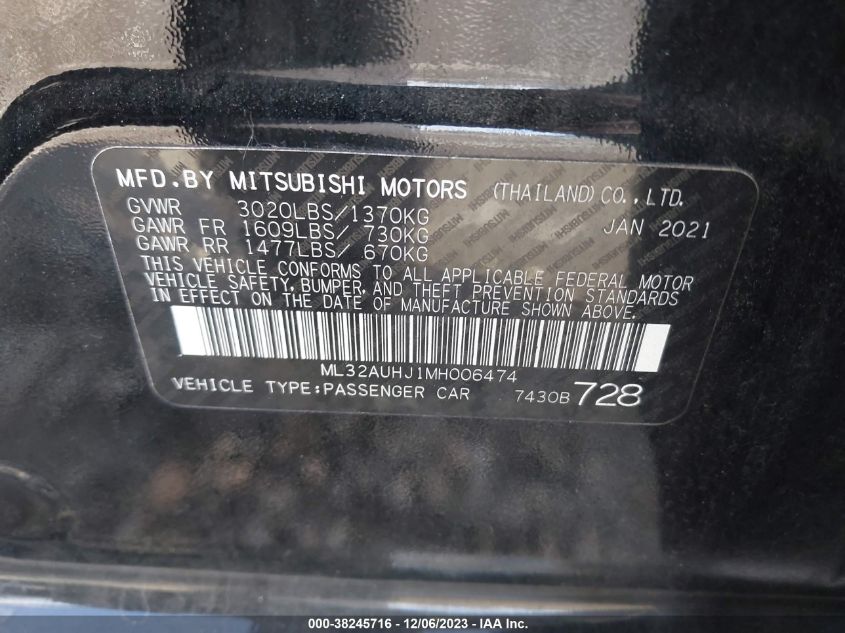 MFD.BY MITSUBISHI MOTORS (THAILAND) CO., LTD.
GVWR 3020LBS/1370KG JAN 2021
GAWR FR 1609LBS/ 730KG
GAWR RR 1477LBS/ 670KG
THIS VEHICLE CONFORMS TO ALL APPLICABLE FEDERAL MOTOR
VEHICLE SAFETY, BUMPER, AND THEFT PREVENTION STANDARDS
IN EFFECT ON THE DATE OF MANUFACTURE SHOWN ABOVE.
ML32AUHJ1MH006474
VEHICLE TYPE:PASSENGER CAR 7430B 728
000-38245716 - 12/06/2023 - IAA Inc.